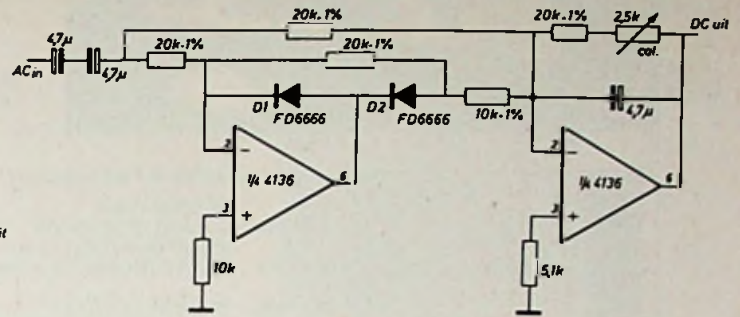 20k-1%
20k-1%
2,5k
DC uit
4,7µ
20k-1%
20k-1%
4,7µ
cal.
ACin
D1
FD6666
D2
FD6666
10k-1%
4,7µ
2
−
1/4 4136
6
3
+
10k
2
−
1/4 4136
6
3
+
5,1k